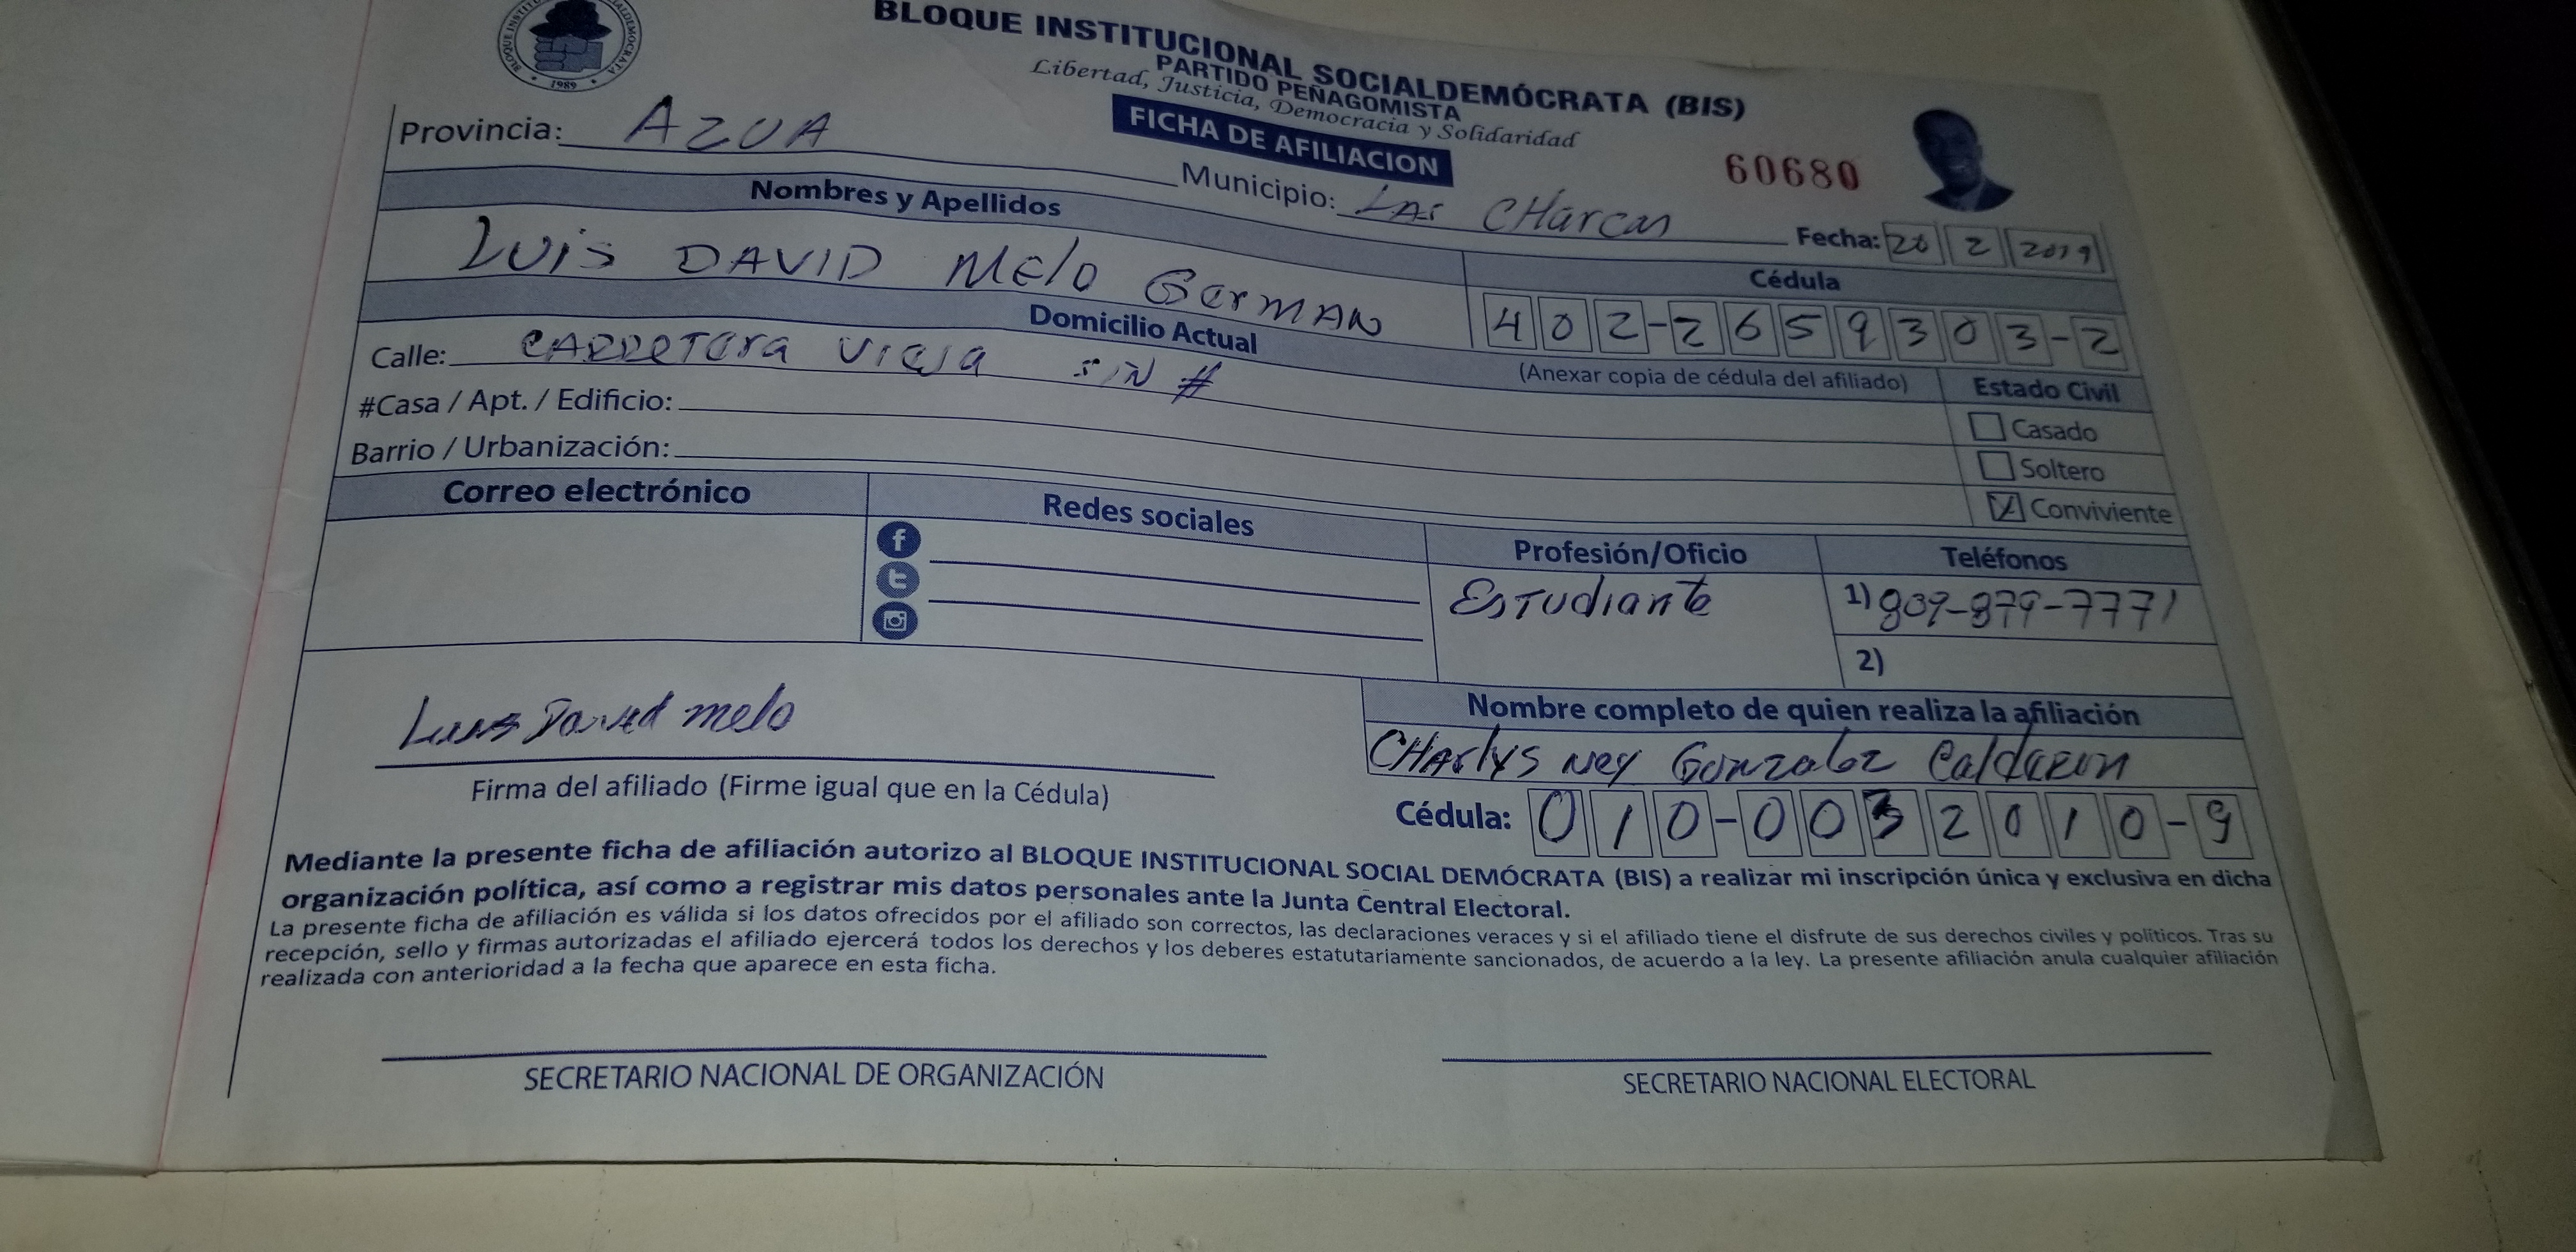 BLOQUE INSTITUCIONAL SOCIALDEMÓCRATA (BIS)
PARTIDO PEÑAGOMISTA
Libertad, Justicia, Democracia y Solidaridad
FICHA DE AFILIACION
1989
60680
Provincia: AZUA
Municipio: LAS CHarcas
Fecha: 2 2019
Nombres y Apellidos
Cédula
LUis DAVID Melo GerMAN
402-2659303-2
Domicilio Actual
(Anexar copia de cédula del afiliado)
Estado Civil
Calle: CARRETera Vieja SIN #
#Casa / Apt. / Edificio:
Barrio / Urbanización:
Casado
Soltero
Conviviente
Correo electrónico
Redes sociales
Profesión/Oficio
Teléfonos
Estudiante
1) 809-879-7771
2)
Luis David melo
Firma del afiliado (Firme igual que en la Cédula)
Nombre completo de quien realiza la afiliación
CHarlys Ney Gonzalez Calderon
Cédula: 010-0032010-9
Mediante la presente ficha de afiliación autorizo al BLOQUE INSTITUCIONAL SOCIAL DEMÓCRATA (BIS) a realizar mi inscripción única y exclusiva en dicha
organización política, así como a registrar mis datos personales ante la Junta Central Electoral.
La presente ficha de afiliación es válida si los datos ofrecidos por el afiliado son correctos, las declaraciones veraces y si el afiliado tiene el disfrute de sus derechos civiles y políticos. Tras su
recepción, sello y firmas autorizadas el afiliado ejercerá todos los derechos y los deberes estatutariamente sancionados, de acuerdo a la ley. La presente afiliación anula cualquier afiliación
realizada con anterioridad a la fecha que aparece en esta ficha.
SECRETARIO NACIONAL DE ORGANIZACIÓN
SECRETARIO NACIONAL ELECTORAL